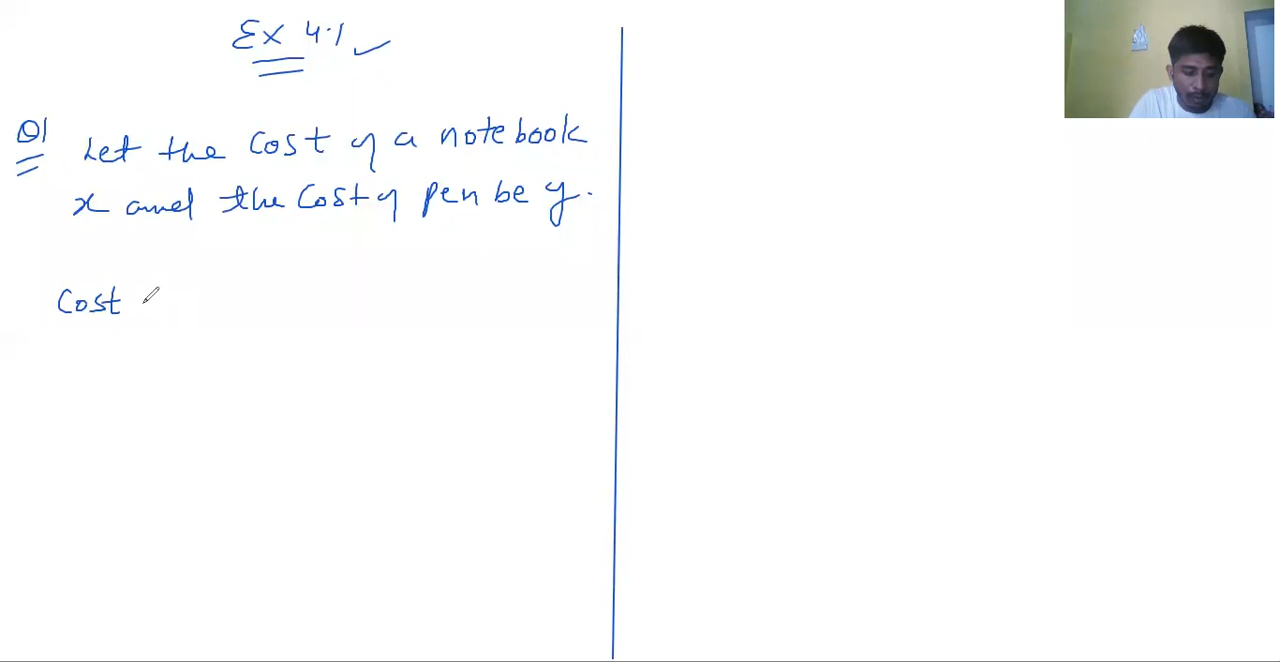 Ex 4.1
Q1 Let the cost of a notebook
x and the cost of pen be y.
Cost